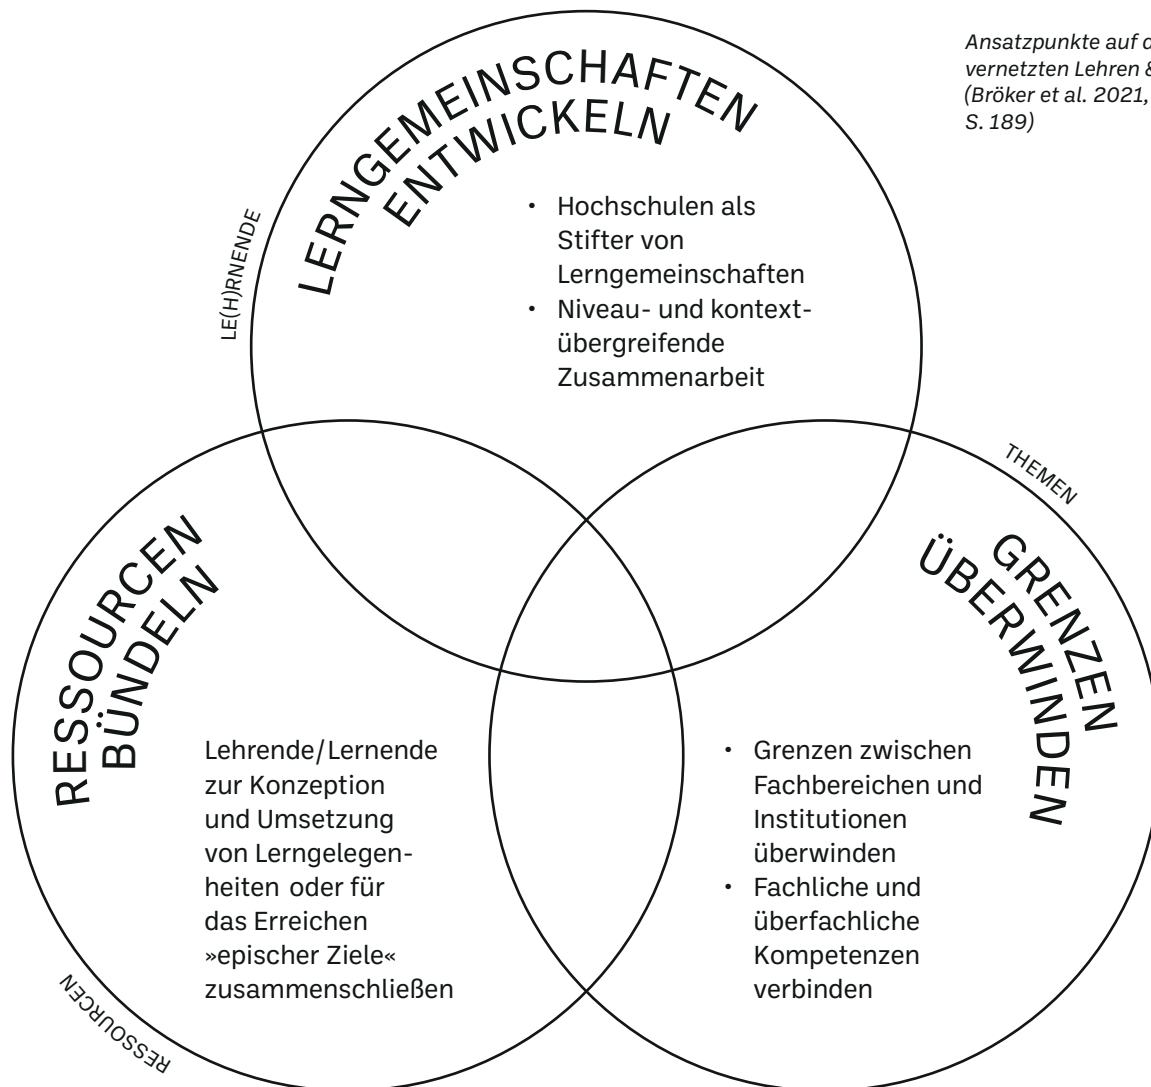 Ansatzpunkte auf
vernetzten Lehren &
(Bröker et al. 2021,
S. 189)
LERNGEMEINSCHAFTEN
ENTWICKELN
LE(H)RNENDE
• Hochschulen als
Stifter von
Lerngemeinschaften
• Niveau- und kontext-
übergreifende
Zusammenarbeit
THEMEN
RESSOURCEN
BÜNDELN
GRENZEN
ÜBERWINDEN
Lehrende/Lernende
zur Konzeption
und Umsetzung
von Lerngelegen-
heiten oder für
das Erreichen
»epischer Ziele«
zusammenschließen
• Grenzen zwischen
Fachbereichen und
Institutionen
überwinden
• Fachliche und
überfachliche
Kompetenzen
verbinden
RESSOURCEN